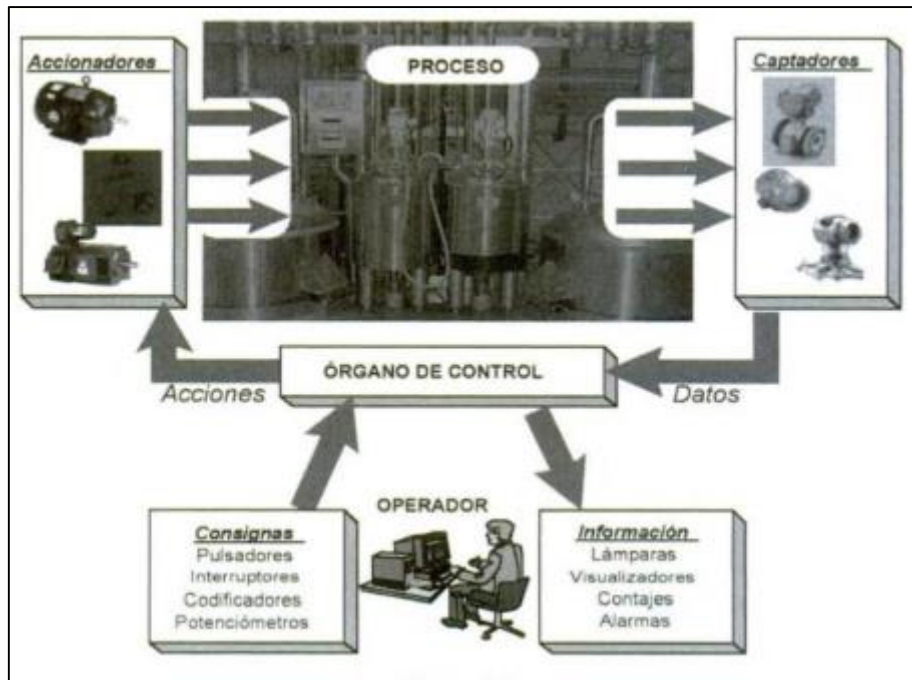 Accionadores
PROCESO
Captadores
ÓRGANO DE CONTROL
Acciones
Datos
OPERADOR
Consignas
Pulsadores
Interruptores
Codificadores
Potenciómetros
Información
Lámparas
Visualizadores
Contajes
Alarmas